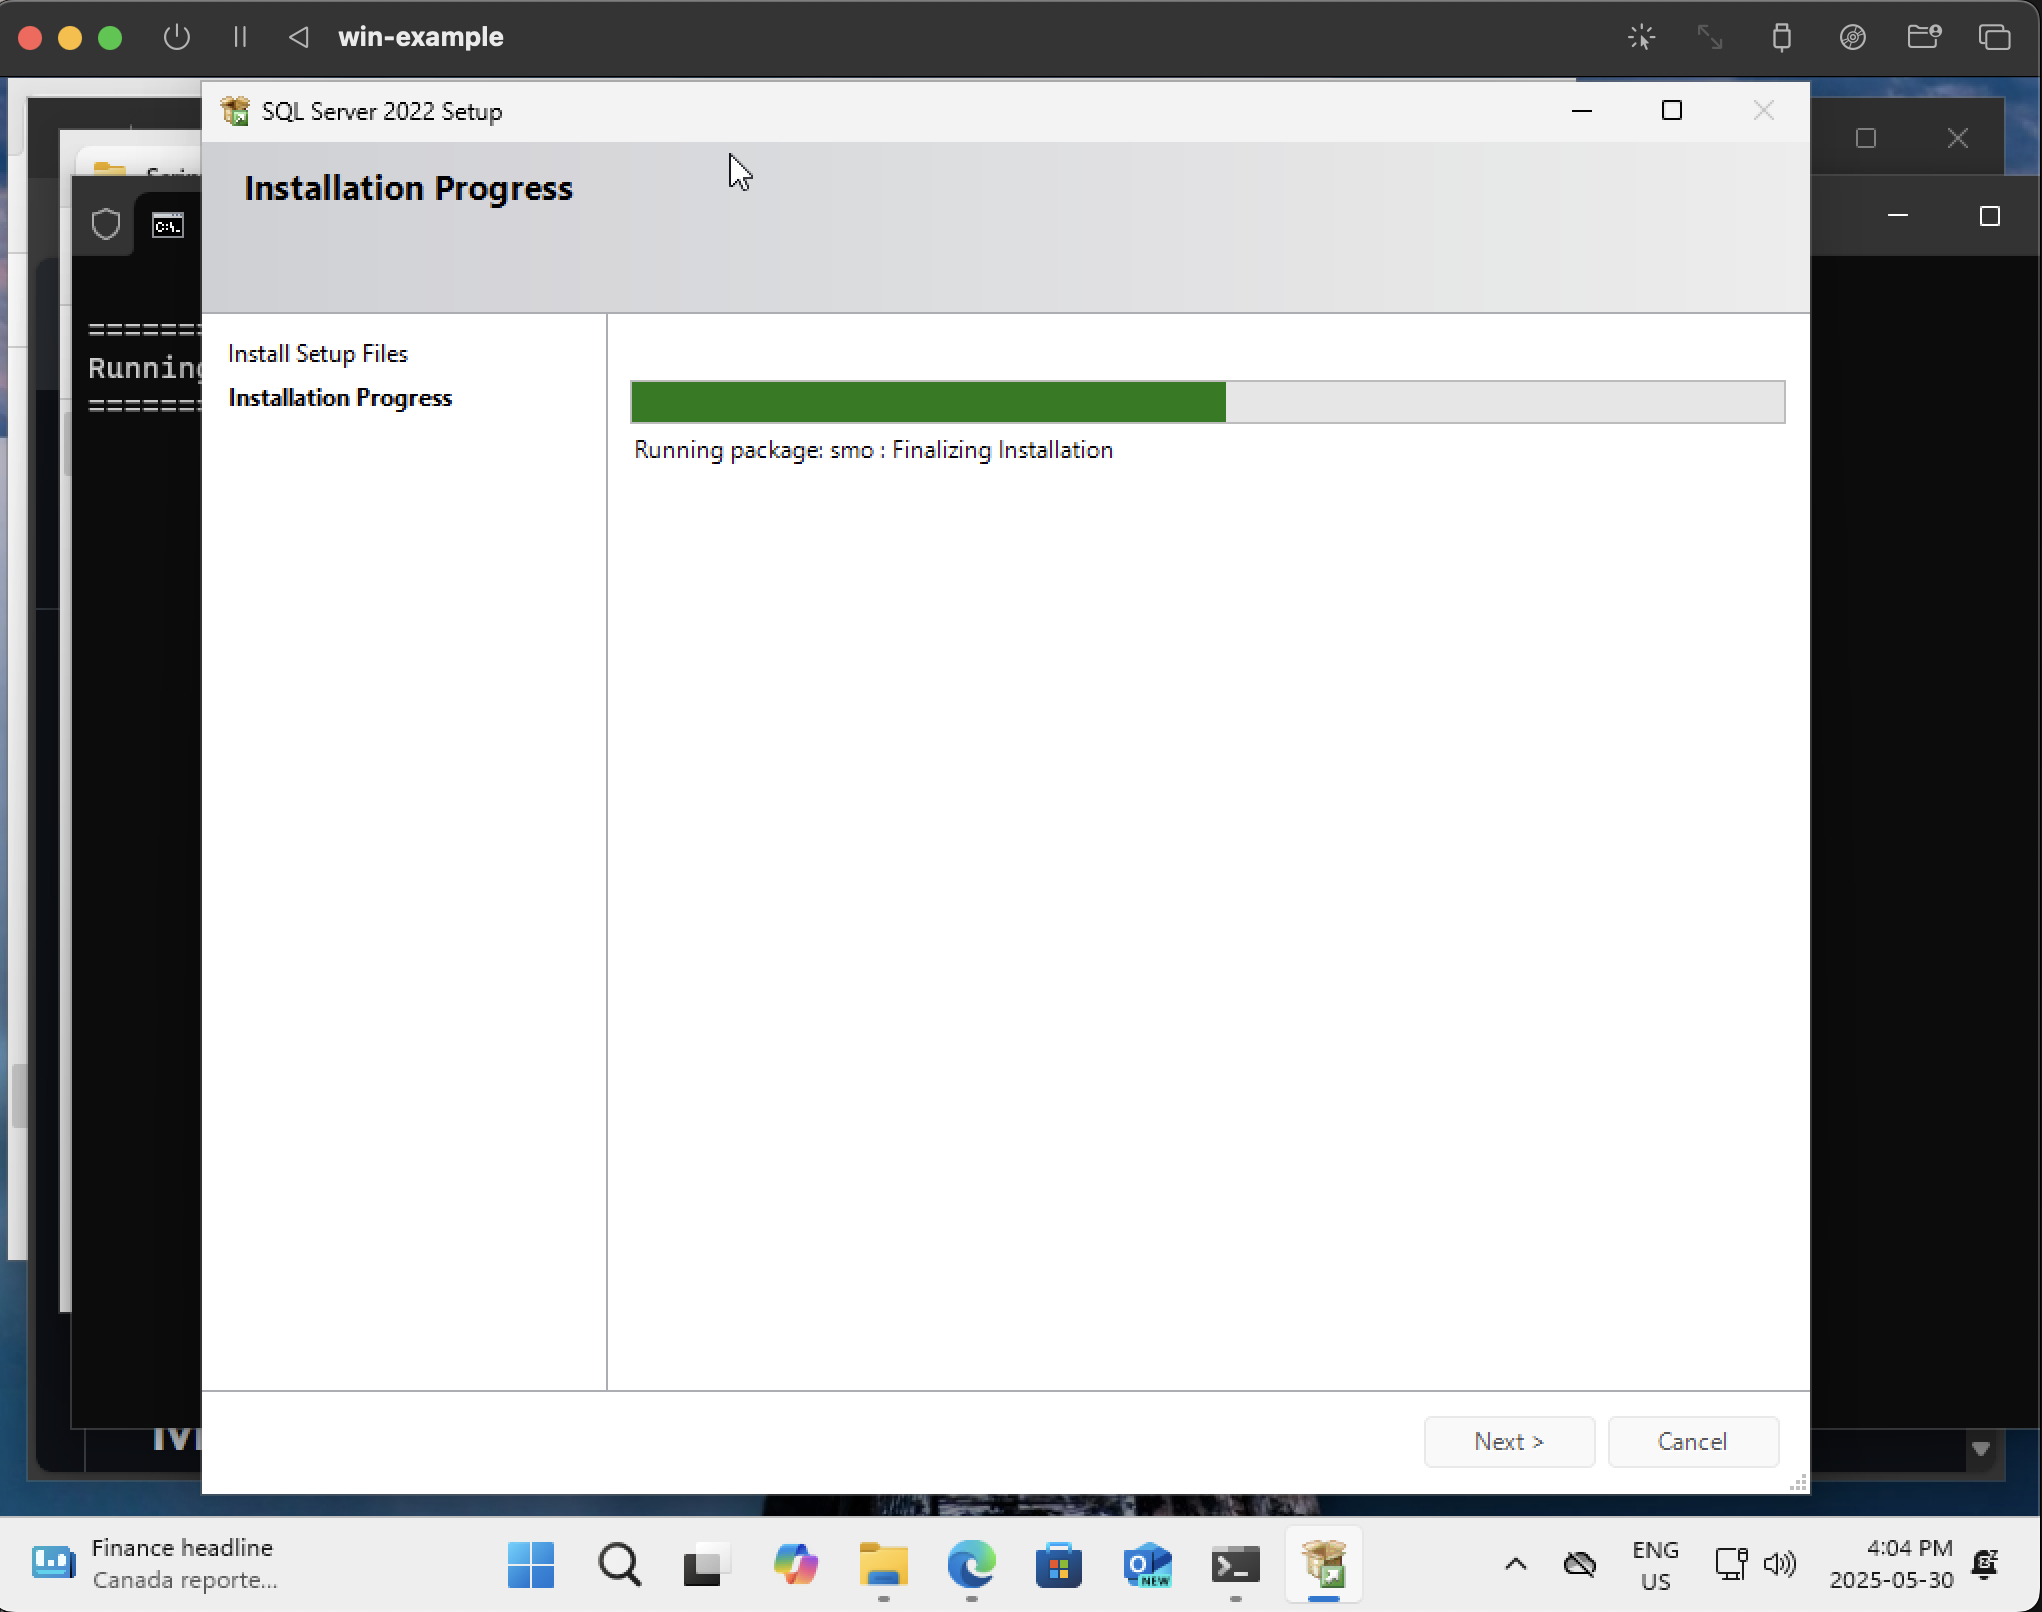 win-example
SQL Server 2022 Setup
Installation Progress
=======
Running
=======
Install Setup Files
Installation Progress
Running package: smo : Finalizing Installation
Next >
Cancel
Finance headline
Canada reporte...
NEW
ENG
US
4:04 PM
2025-05-30